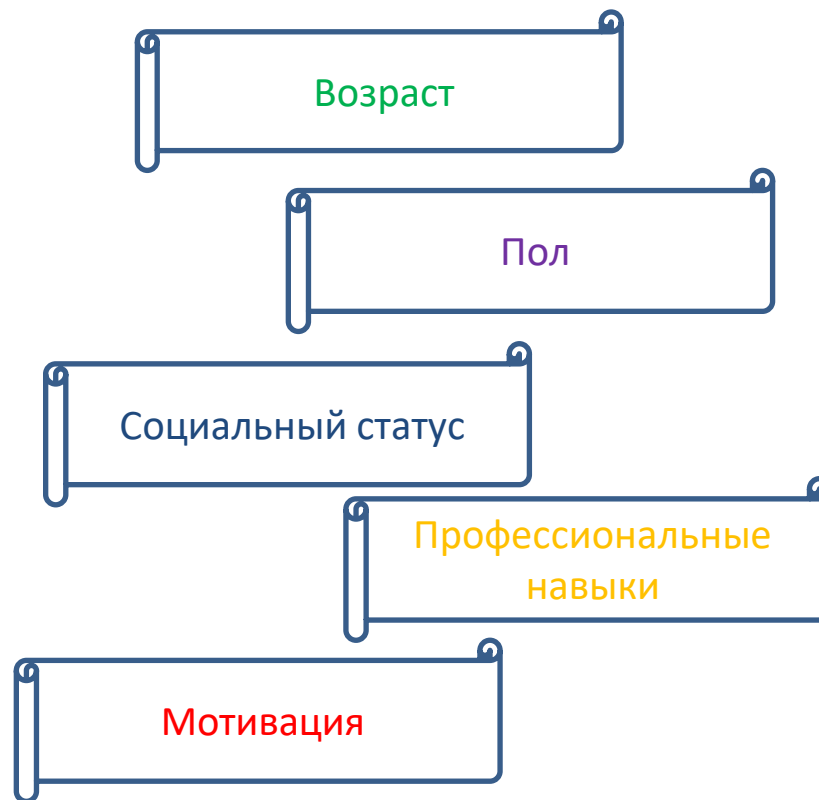 Возраст
Пол
Социальный статус
Профессиональные
навыки
Мотивация